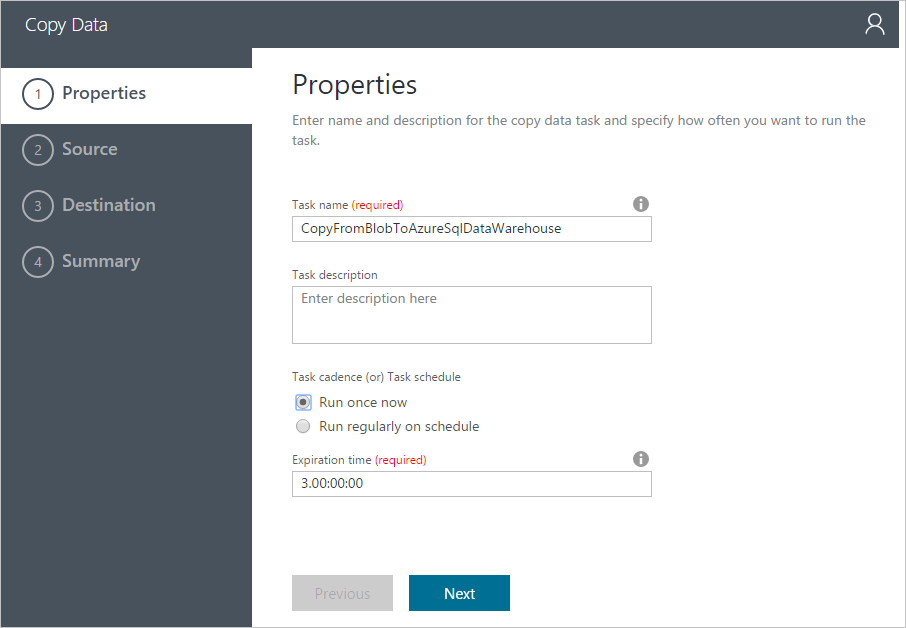 Copy Data
1 Properties
2 Source
3 Destination
4 Summary
Properties
Enter name and description for the copy data task and specify how often you want to run the
task.
Task name (required)
CopyFromBlobToAzureSqlDataWarehouse
Task description
Enter description here
Task cadence (or) Task schedule
Run once now
Run regularly on schedule
Expiration time (required)
3.00:00:00
Previous
Next